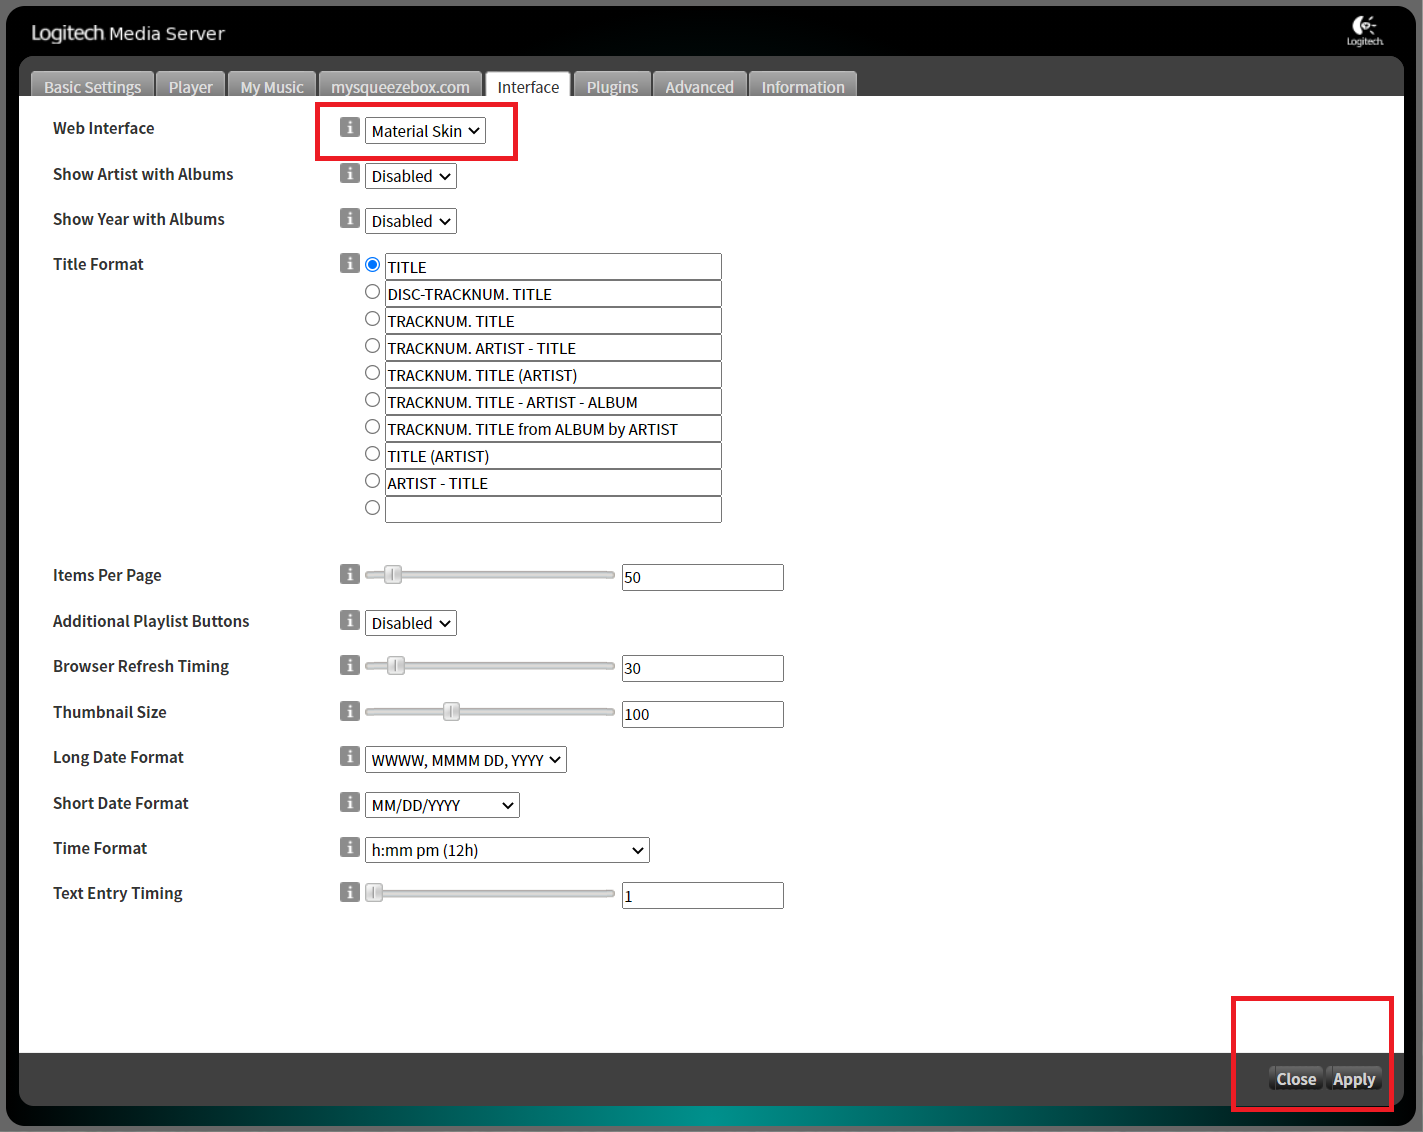 Logitech Media Server
Logitech
Basic Settings
Player
My Music
mysqueezebox.com
Interface
Plugins
Advanced
Information
Web Interface
i
Material Skin
Show Artist with Albums
i
Disabled
Show Year with Albums
i
Disabled
Title Format
i
TITLE
DISC-TRACKNUM. TITLE
TRACKNUM. TITLE
TRACKNUM. ARTIST - TITLE
TRACKNUM. TITLE (ARTIST)
TRACKNUM. TITLE - ARTIST - ALBUM
TRACKNUM. TITLE from ALBUM by ARTIST
TITLE (ARTIST)
ARTIST - TITLE
Items Per Page
i
50
Additional Playlist Buttons
i
Disabled
Browser Refresh Timing
i
30
Thumbnail Size
i
100
Long Date Format
i
WWWW, MMMM DD, YYYY
Short Date Format
i
MM/DD/YYYY
Time Format
i
h:mm pm (12h)
Text Entry Timing
i
1
Close
Apply